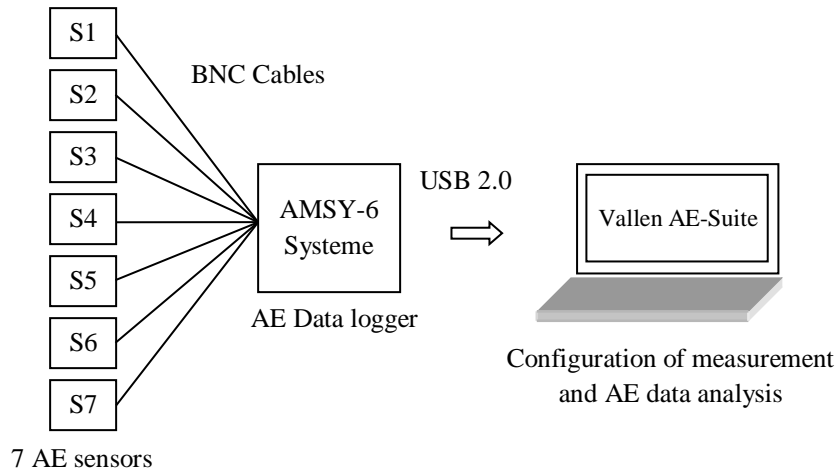 S1
S2
S3
S4
S5
S6
S7
7 AE sensors
BNC Cables
AMSY-6
Systeme
AE Data logger
USB 2.0
Vallen AE-Suite
Configuration of measurement
and AE data analysis